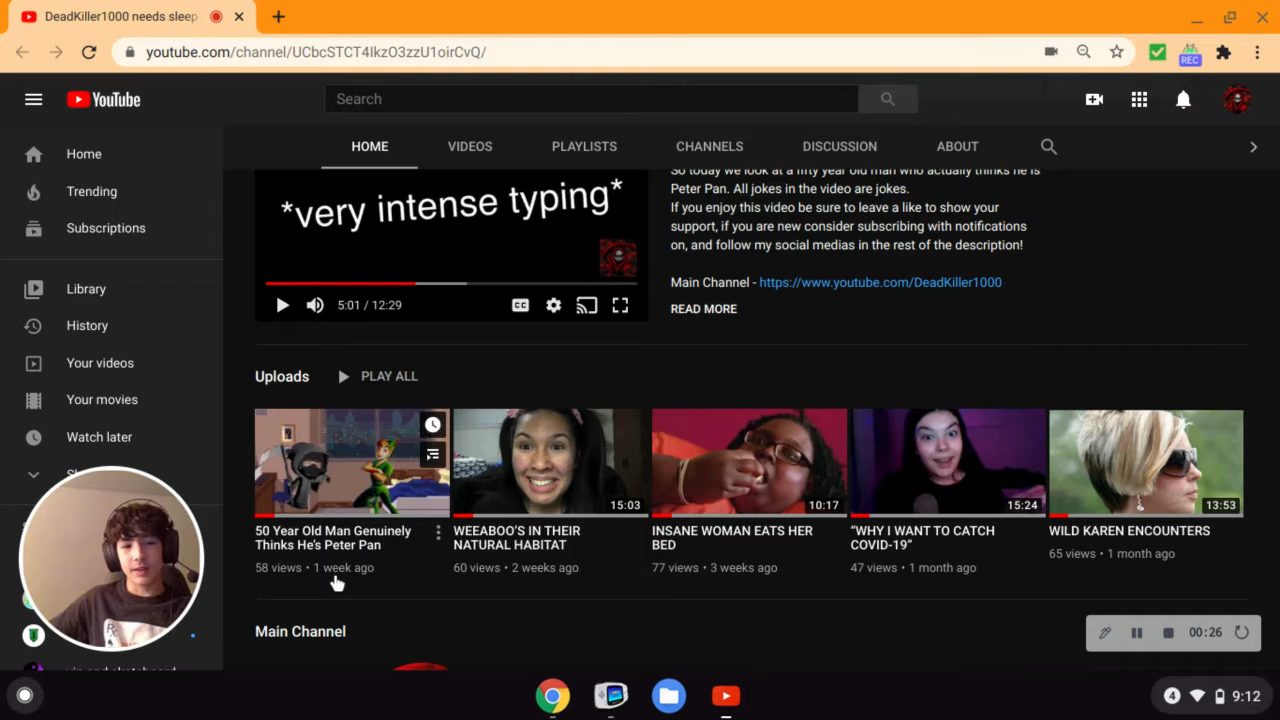 DeadKiller1000 needs sleep
youtube.com/channel/UCbcSTCT4IkzO3zzU1oirCvQ/
REC
YouTube
Search
HOME VIDEOS PLAYLISTS CHANNELS DISCUSSION ABOUT
Home
Trending
Subscriptions
Library
History
Your videos
Your movies
Watch later
*very intense typing*
5:01 / 12:29
CC
So today we look at a fifty year old man who actually thinks he is
Peter Pan. All jokes in the video are jokes.
If you enjoy this video be sure to leave a like to show your
support, if you are new consider subscribing with notifications
on, and follow my social medias in the rest of the description!
Main Channel - https://www.youtube.com/DeadKiller1000
READ MORE
Uploads PLAY ALL
50 Year Old Man Genuinely
Thinks He's Peter Pan
58 views • 1 week ago
15:03
WEEABOO'S IN THEIR
NATURAL HABITAT
60 views • 2 weeks ago
10:17
INSANE WOMAN EATS HER
BED
77 views • 3 weeks ago
15:24
"WHY I WANT TO CATCH
COVID-19"
47 views • 1 month ago
13:53
WILD KAREN ENCOUNTERS
65 views • 1 month ago
Main Channel
00:26
4 9:12